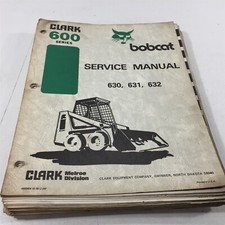 CLARK
600
SERIES
bobcat
SERVICE MANUAL
630, 631, 632
CLARK Melroe
Division
CLARK EQUIPMENT COMPANY, GWINNER, NORTH DAKOTA 58040